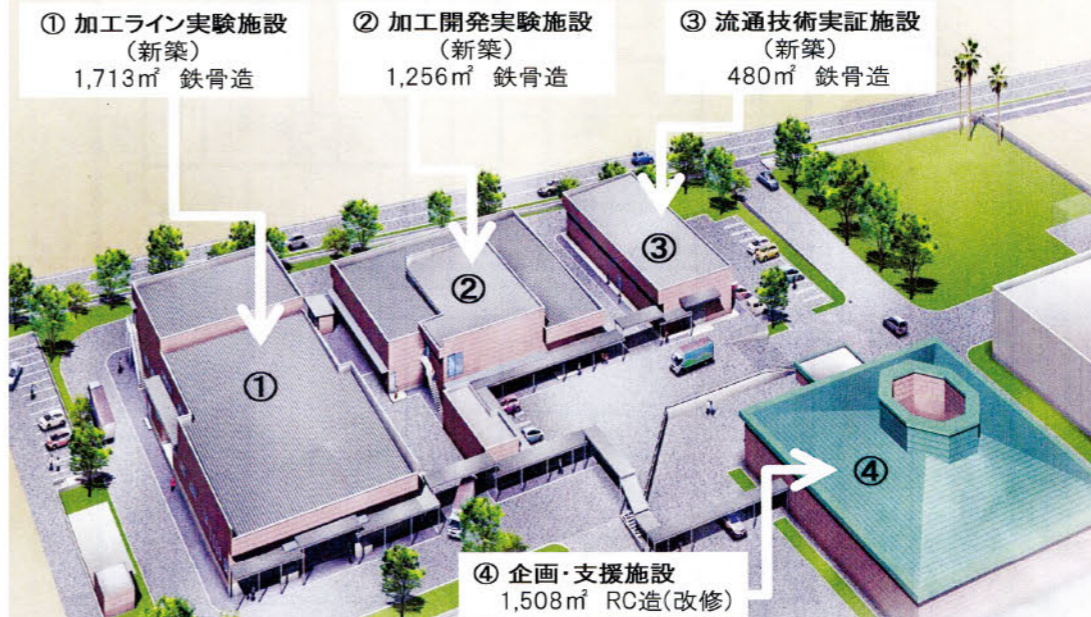 ① 加工ライン実験施設
(新築)
1,713㎡ 鉄骨造
② 加工開発実験施設
(新築)
1,256㎡ 鉄骨造
③ 流通技術実証施設
(新築)
480㎡ 鉄骨造
①
②
③
④
④ 企画・支援施設
1,508㎡ RC造(改修)